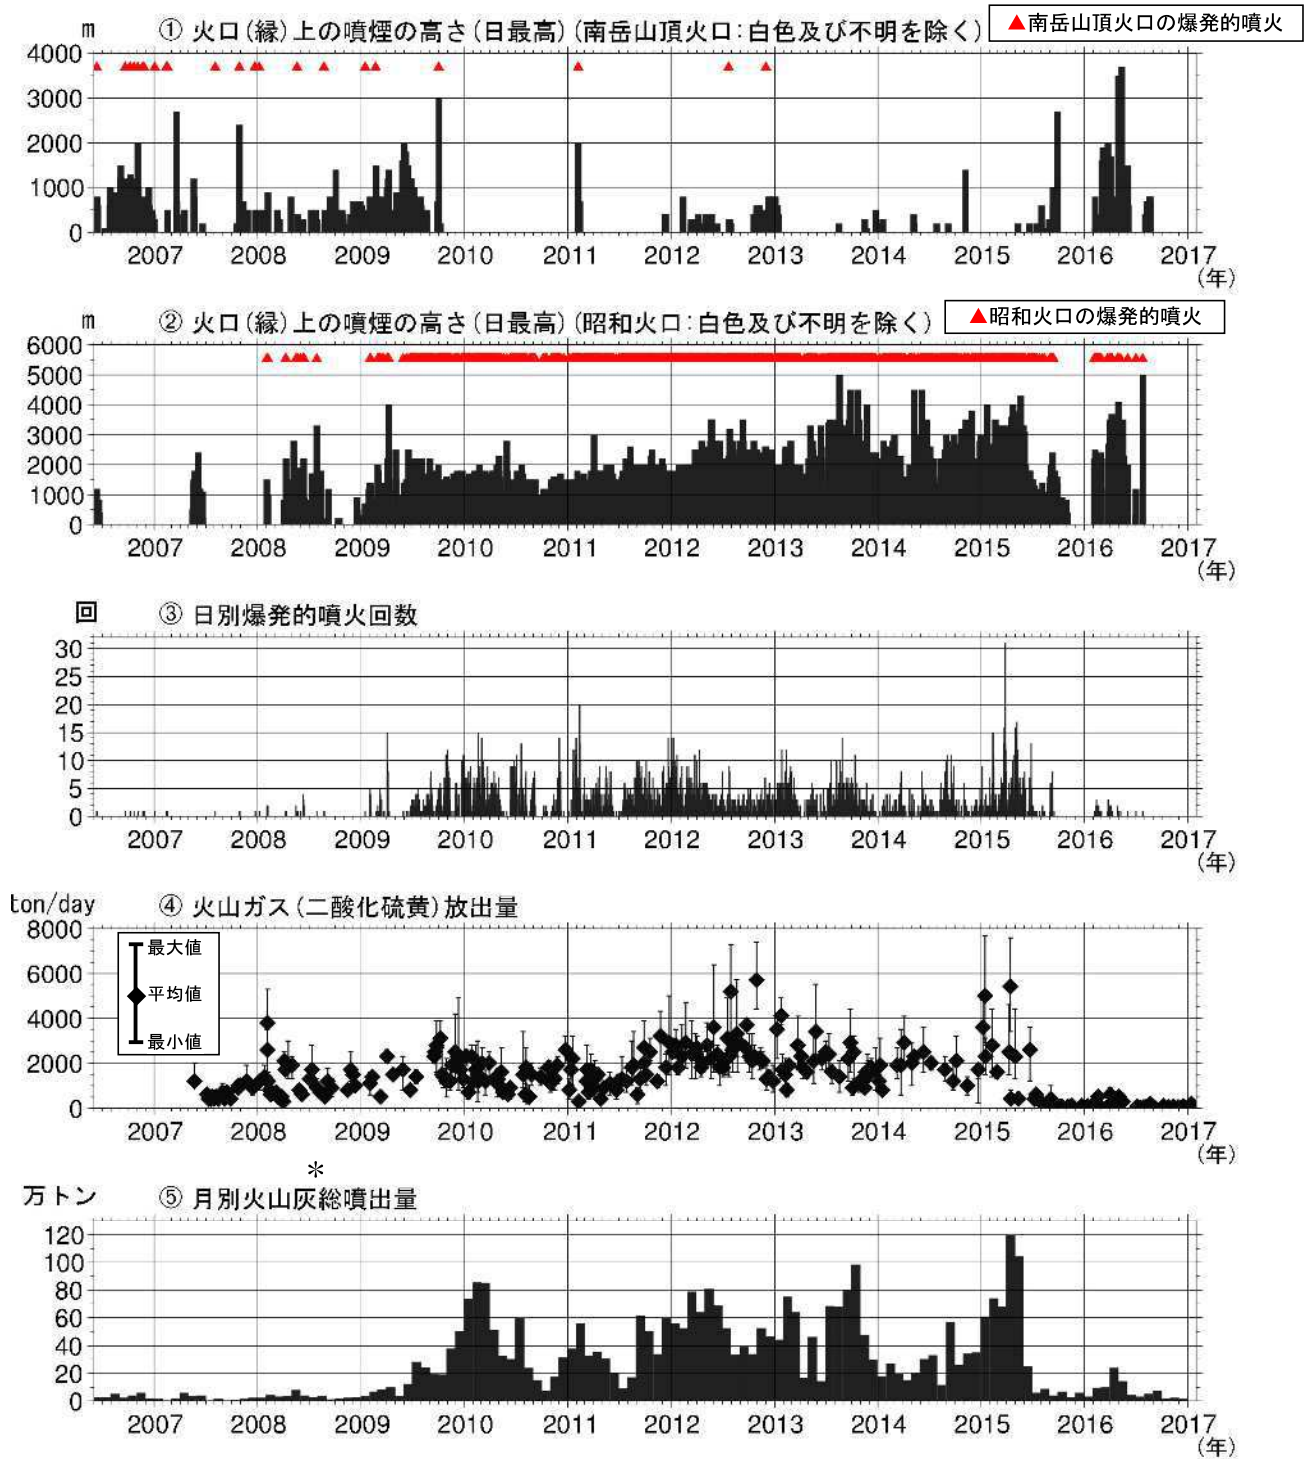 m ① 火口(縁)上の噴煙の高さ(日最高)(南岳山頂火口:白色及び不明を除く) ▲南岳山頂火口の爆発的噴火
4000
3000
2000
1000
0
2007 2008 2009 2010 2011 2012 2013 2014 2015 2016 2017
(年)
m ② 火口(縁)上の噴煙の高さ(日最高)(昭和火口:白色及び不明を除く) ▲昭和火口の爆発的噴火
6000
5000
4000
3000
2000
1000
0
2007 2008 2009 2010 2011 2012 2013 2014 2015 2016 2017
(年)
回 ③ 日別爆発的噴火回数
30
25
20
15
10
5
0
2007 2008 2009 2010 2011 2012 2013 2014 2015 2016 2017
(年)
ton/day ④ 火山ガス(二酸化硫黄)放出量
8000
6000
4000
2000
0
最大値
平均値
最小値
2007 2008 2009 2010 2011 2012 2013 2014 2015 2016 2017
(年)
＊
万トン ⑤ 月別火山灰総噴出量
120
100
80
60
40
20
0
2007 2008 2009 2010 2011 2012 2013 2014 2015 2016 2017
(年)